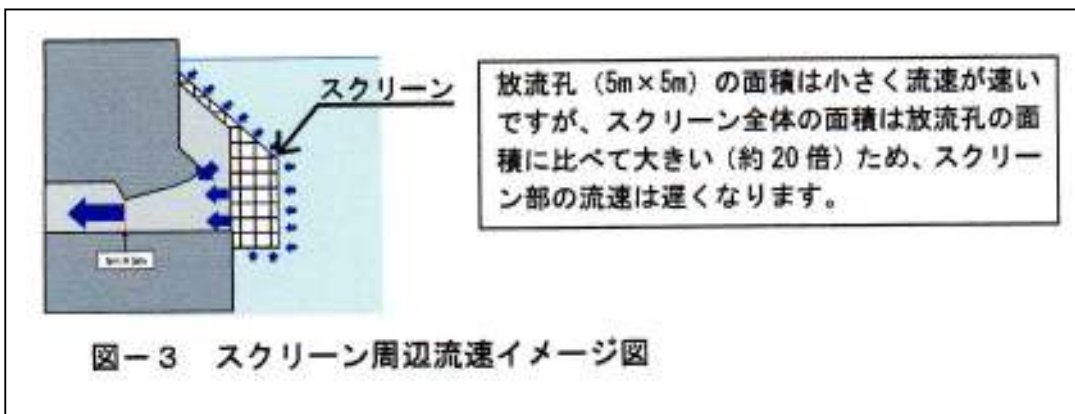 スクリーン
放流孔（5m×5m）の面積は小さく流速が速い
ですが、スクリーン全体の面積は放流孔の面
積に比べて大きい（約20倍）ため、スクリー
ン部の流速は遅くなります。
図－３　スクリーン周辺流速イメージ図